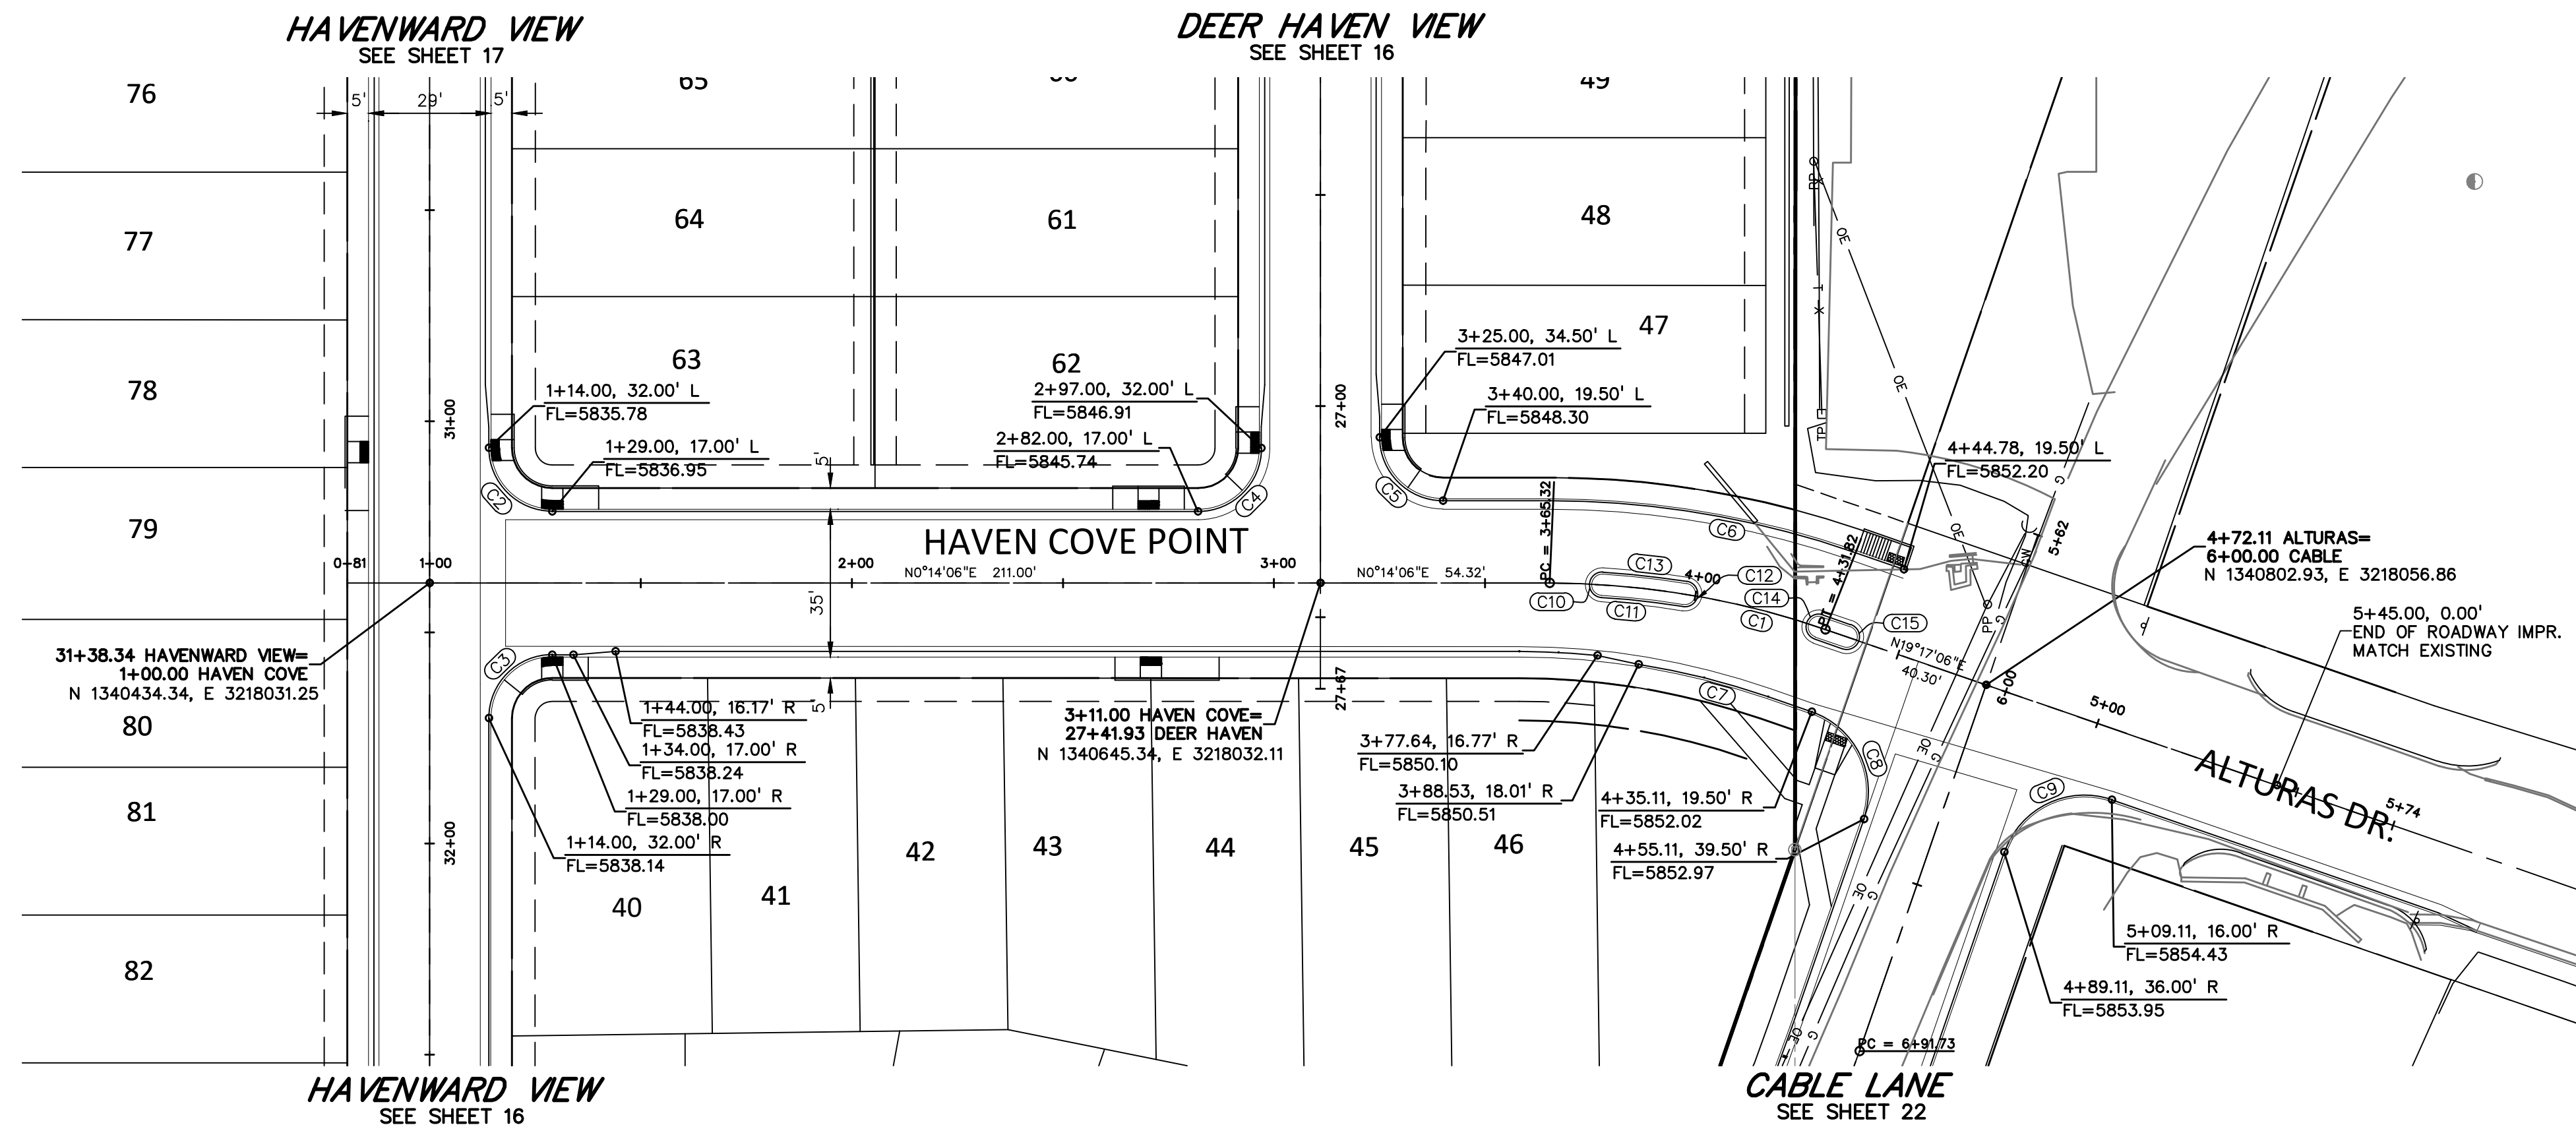 HAVENWARD VIEW
SEE SHEET 17
DEER HAVEN VIEW
SEE SHEET 16
76
5'
29'
5'
65
49
77
64
61
48
78
63
62
47
31+00
27+00
1+14.00, 32.00' L
FL=5835.78
1+29.00, 17.00' L
FL=5836.95
2+97.00, 32.00' L
FL=5846.91
2+82.00, 17.00' L
FL=5845.74
3+25.00, 34.50' L
FL=5847.01
3+40.00, 19.50' L
FL=5848.30
4+44.78, 19.50' L
FL=5852.20
PP
OE
T
X
TP
OE
OE
G
GW
5+62
5'
C2
C4
C5
C6
79
HAVEN COVE POINT
0+81
1+00
2+00
3+00
N0°14'06"E 211.00'
N0°14'06"E 54.32'
PC = 3+65.32
35'
C13
4+00
C12
C10
C11
C14
C1
PT = 4+31.82
C15
PP
G
N19°17'06"E
40.30'
4+72.11 ALTURAS=
6+00.00 CABLE
N 1340802.93, E 3218056.86
5+45.00, 0.00'
END OF ROADWAY IMPR.
MATCH EXISTING
31+38.34 HAVENWARD VIEW=
1+00.00 HAVEN COVE
N 1340434.34, E 3218031.25
C3
80
27+67
5'
C7
6+00
5+00
1+44.00, 16.17' R
FL=5838.43
1+34.00, 17.00' R
FL=5838.24
1+29.00, 17.00' R
FL=5838.00
1+14.00, 32.00' R
FL=5838.14
3+11.00 HAVEN COVE=
27+41.93 DEER HAVEN
N 1340645.34, E 3218032.11
3+77.64, 16.77' R
FL=5850.10
3+88.53, 18.01' R
FL=5850.51
4+35.11, 19.50' R
FL=5852.02
4+55.11, 39.50' R
FL=5852.97
C8
OE
G
OE
C9
ALTURAS DR.
5+74
81
32+00
40
41
42
43
44
45
46
OE
G
5+09.11, 16.00' R
FL=5854.43
4+89.11, 36.00' R
FL=5853.95
82
OE
G
PC = 6+91.73
HAVENWARD VIEW
SEE SHEET 16
CABLE LANE
SEE SHEET 22